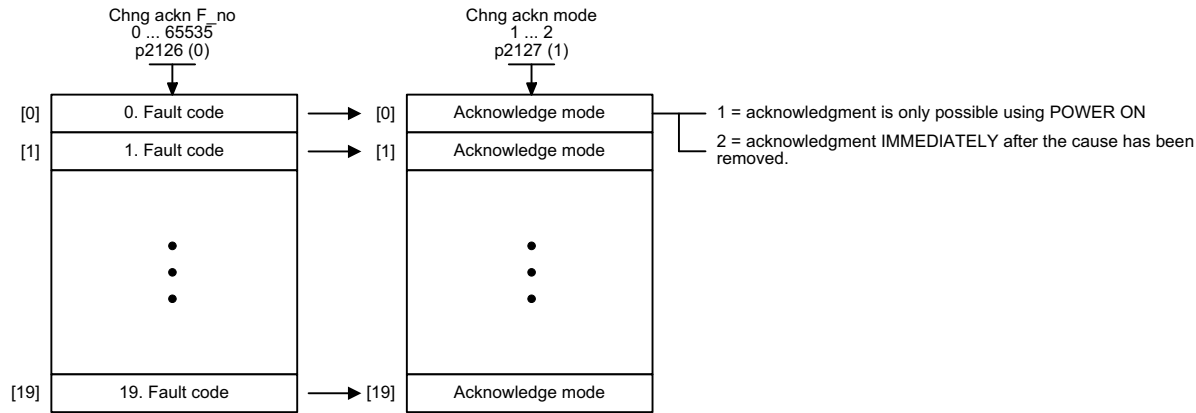 Chng ackn F_no
0 ... 65535
p2126 (0)
Chng ackn mode
1 ... 2
p2127 (1)
[0] 0. Fault code [0] Acknowledge mode
1 = acknowledgment is only possible using POWER ON
[1] 1. Fault code [1] Acknowledge mode
2 = acknowledgment IMMEDIATELY after the cause has been
removed.
[19] 19. Fault code [19] Acknowledge mode